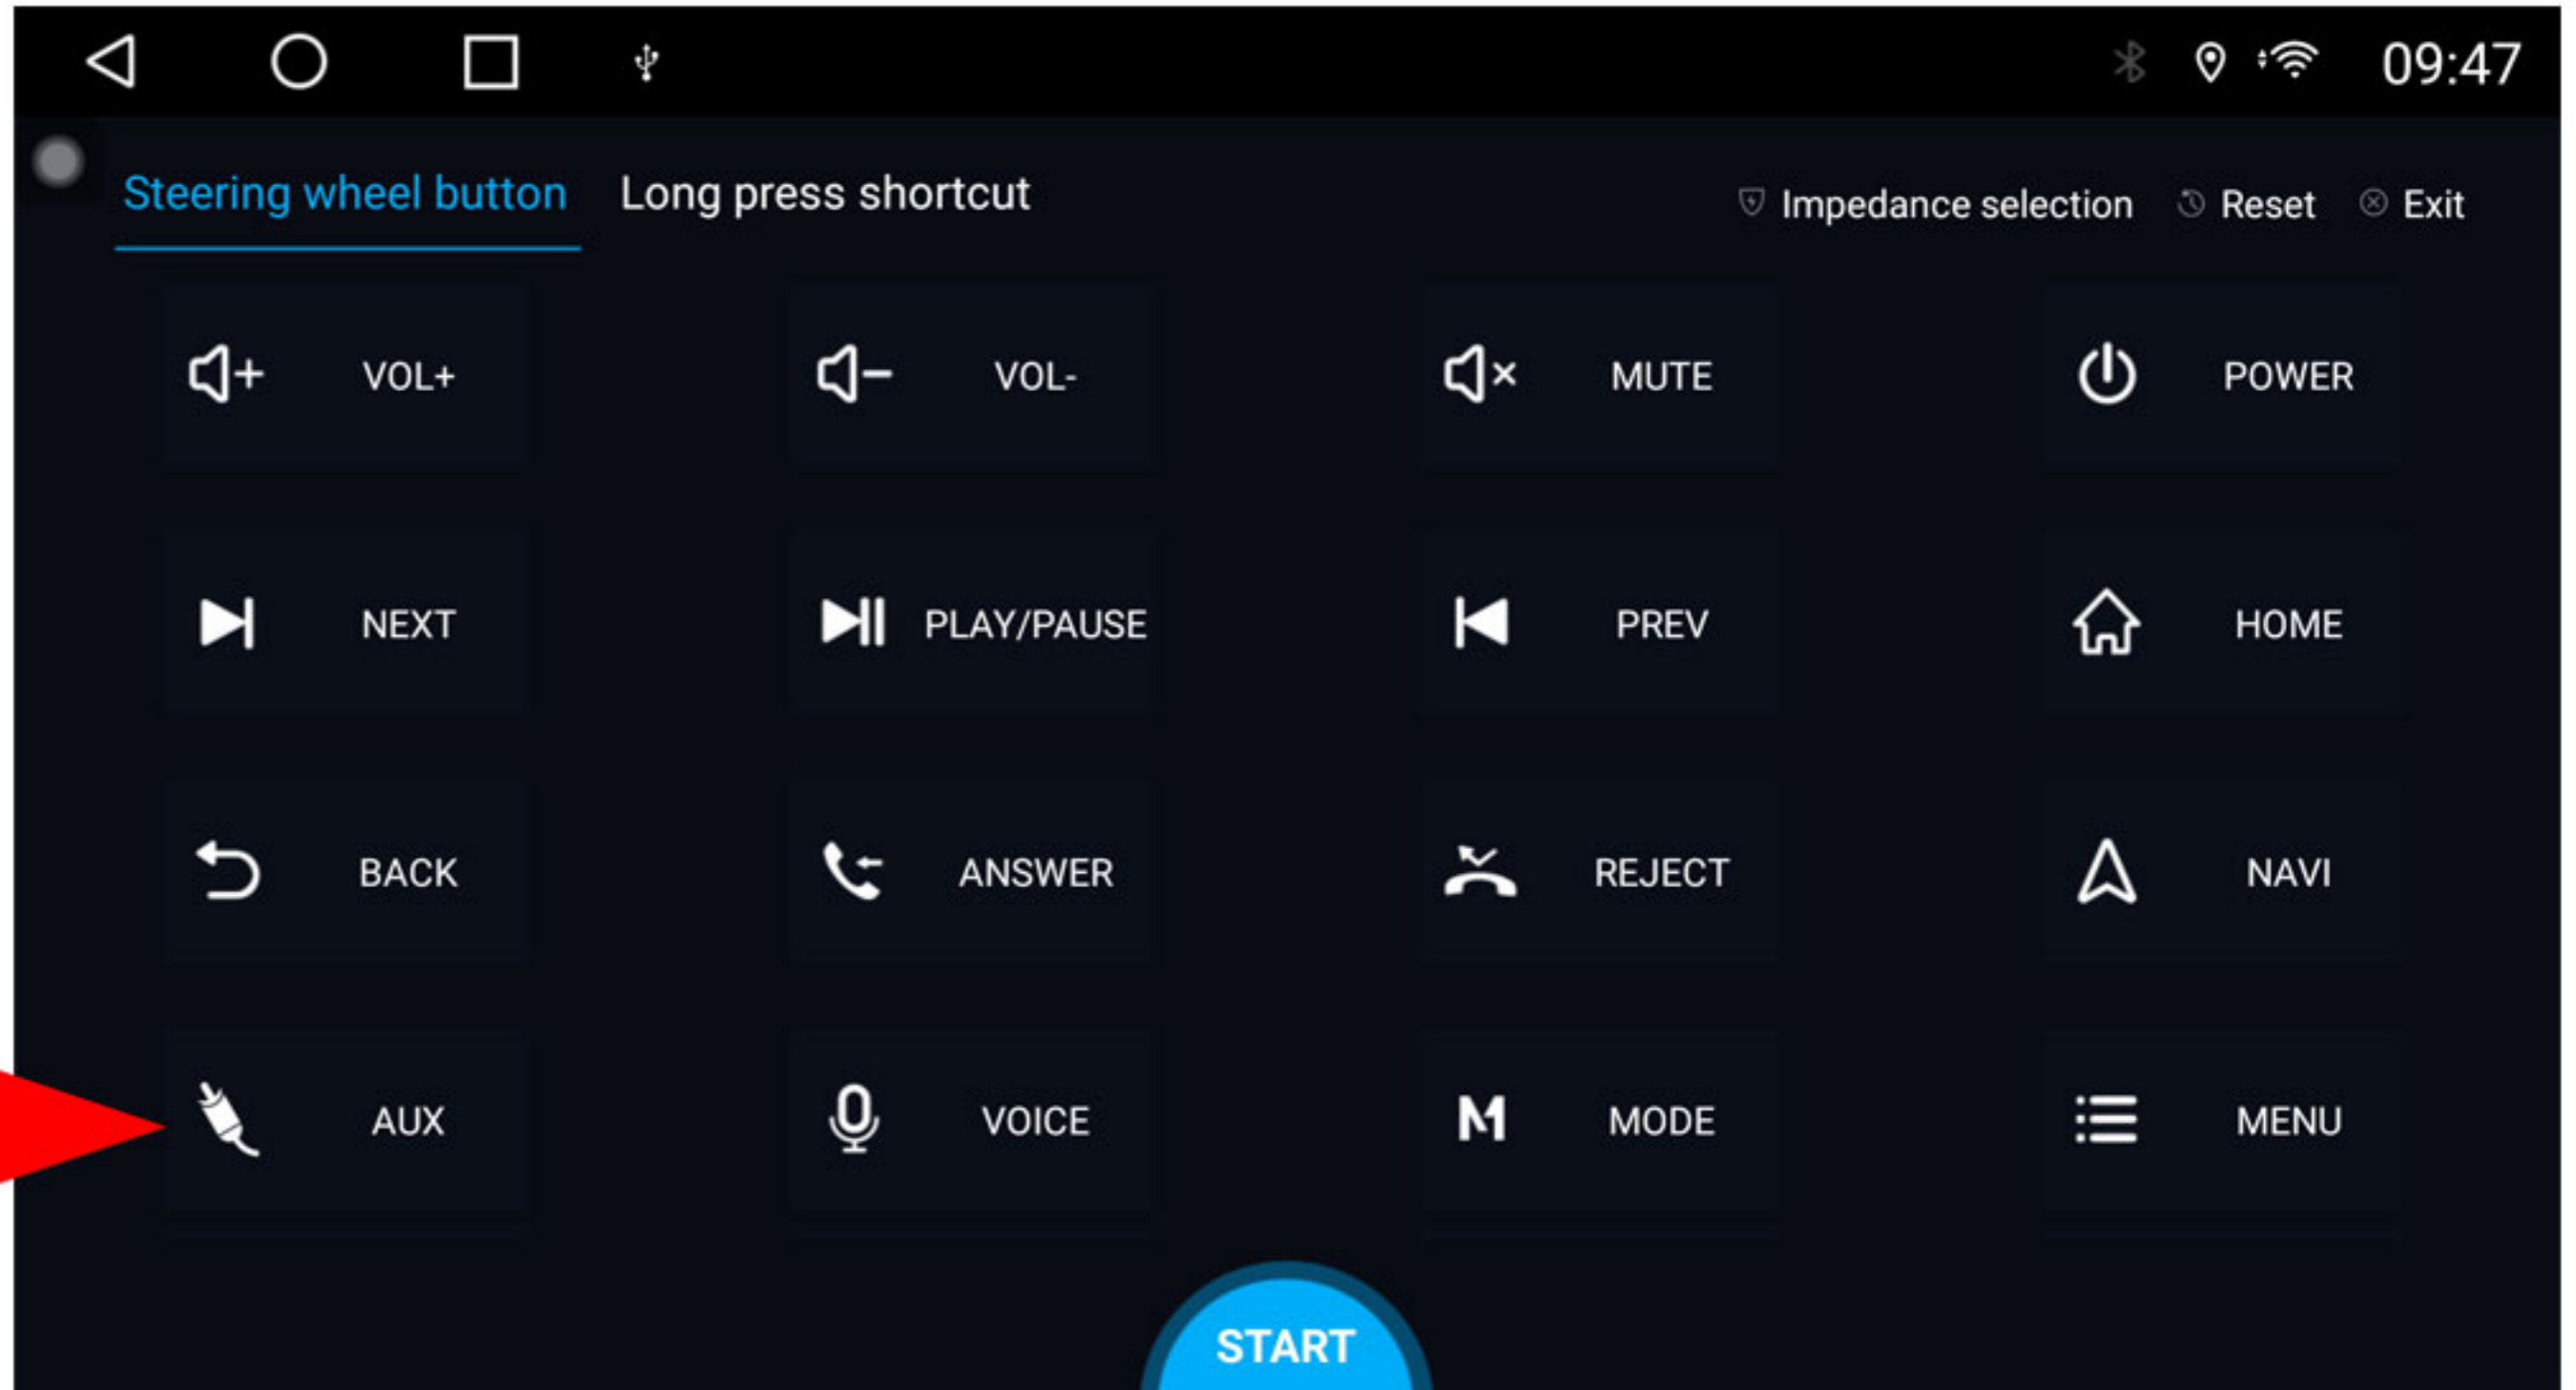 09:47
Steering wheel button Long press shortcut Impedance selection Reset Exit
VOL+ VOL- MUTE POWER
NEXT PLAY/PAUSE PREV HOME
BACK ANSWER REJECT NAVI
AUX VOICE MODE MENU
START